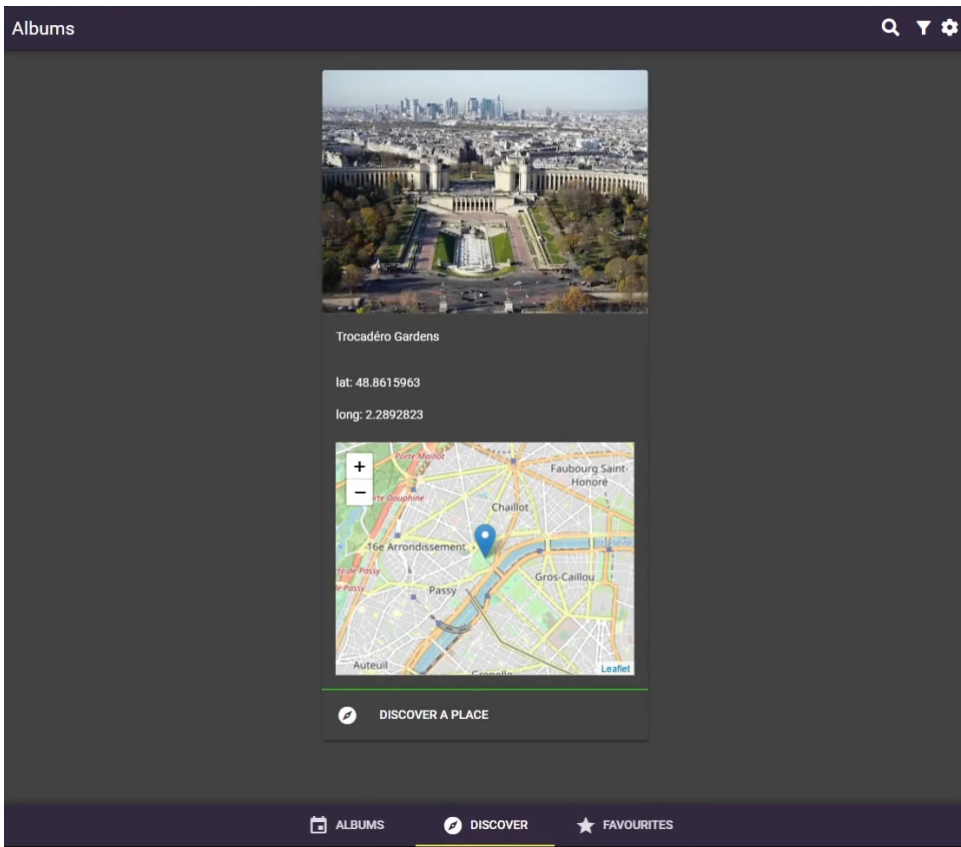 Albums
Trocadéro Gardens
lat: 48.8615963
long: 2.2892823
+
−
Porte Maillot
Faubourg Saint-
Honoré
Chaillot
16e Arrondissement
Gros-Caillou
Passy
Auteuil
Grenelle
Leaflet
DISCOVER A PLACE
ALBUMS
DISCOVER
FAVOURITES